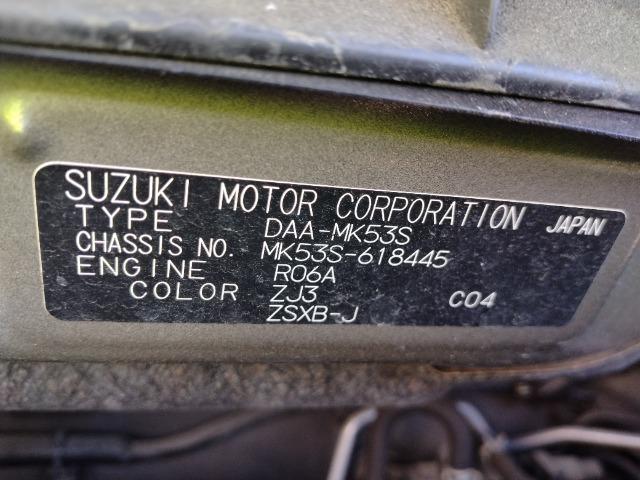 SUZUKI MOTOR CORPORATION JAPAN
TYPE DAA-MK53S
CHASSIS NO. MK53S-618445
ENGINE R06A
COLOR ZJ3 C04
ZSXB-J